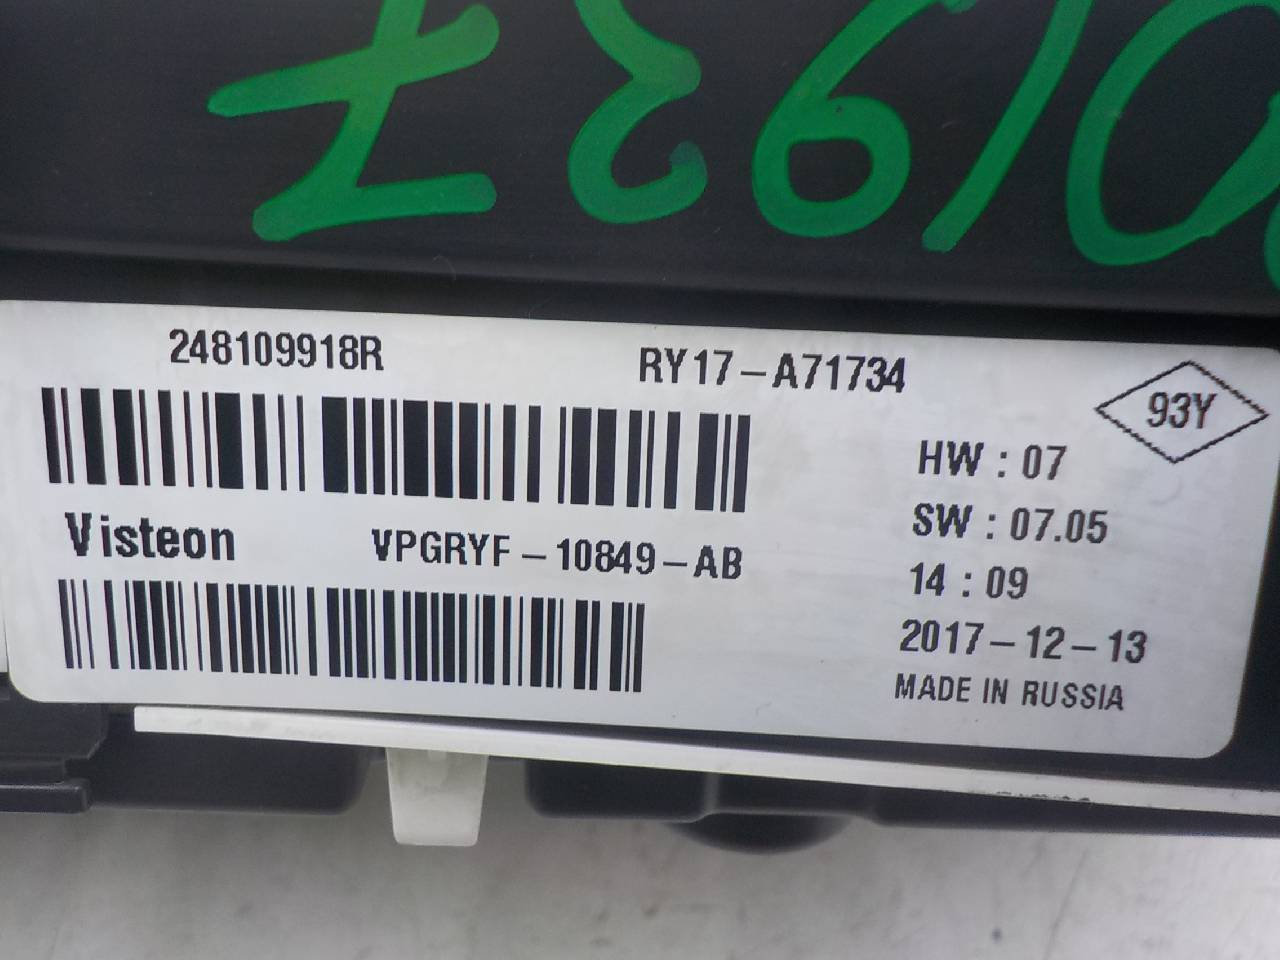 01937
248109918R RY17-A71734
93Y
HW : 07
Visteon VPGRYF-10849-AB
SW : 07.05
14 : 09
2017-12-13
MADE IN RUSSIA